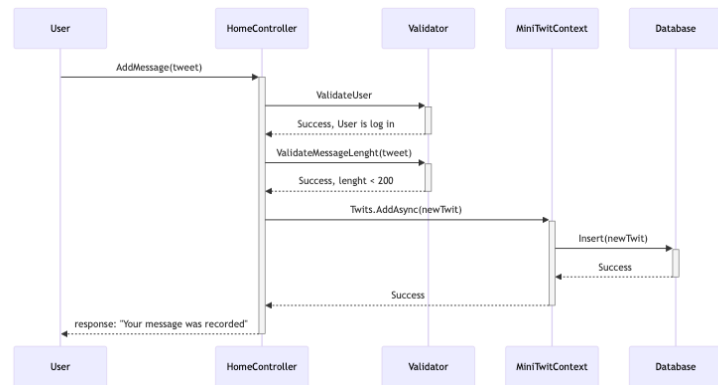 User HomeController Validator MiniTwitContext Database
AddMessage(tweet)
ValidateUser
Success, User is log in
ValidateMessageLenght(tweet)
Success, lenght < 200
Twits.AddAsync(newTwit)
Insert(newTwit)
Success
Success
response: "Your message was recorded"
User HomeController Validator MiniTwitContext Database